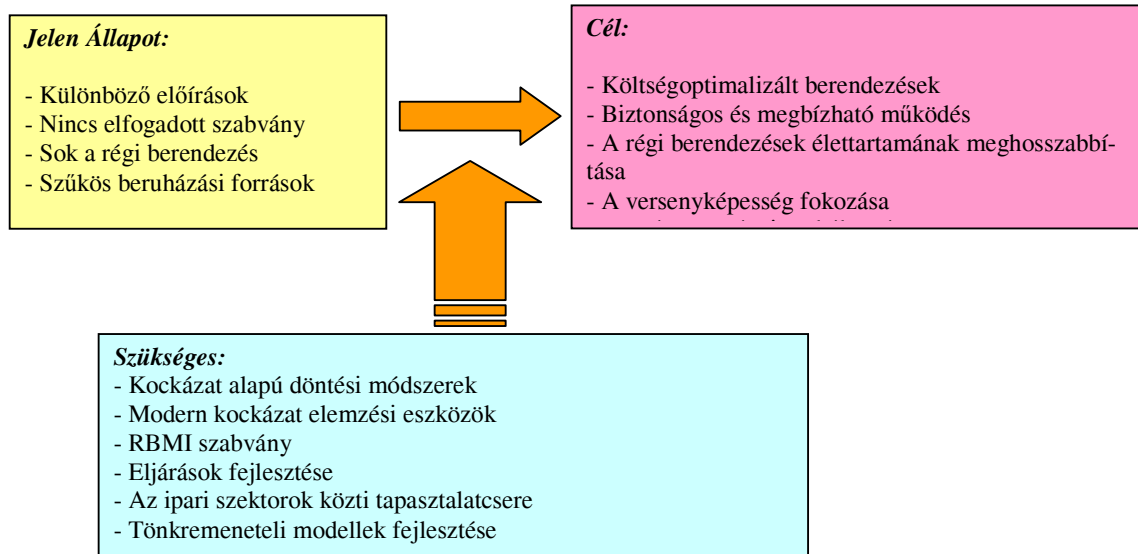 Jelen Állapot:
- Különböző előírások
- Nincs elfogadott szabvány
- Sok a régi berendezés
- Szűkös beruházási források
Cél:
- Költségoptimalizált berendezések
- Biztonságos és megbízható működés
- A régi berendezések élettartamának meghosszabbí-
tása
- A versenyképesség fokozása
Szükséges:
- Kockázat alapú döntési módszerek
- Modern kockázat elemzési eszközök
- RBMI szabvány
- Eljárások fejlesztése
- Az ipari szektorok közti tapasztalatcsere
- Tönkremeneteli modellek fejlesztése